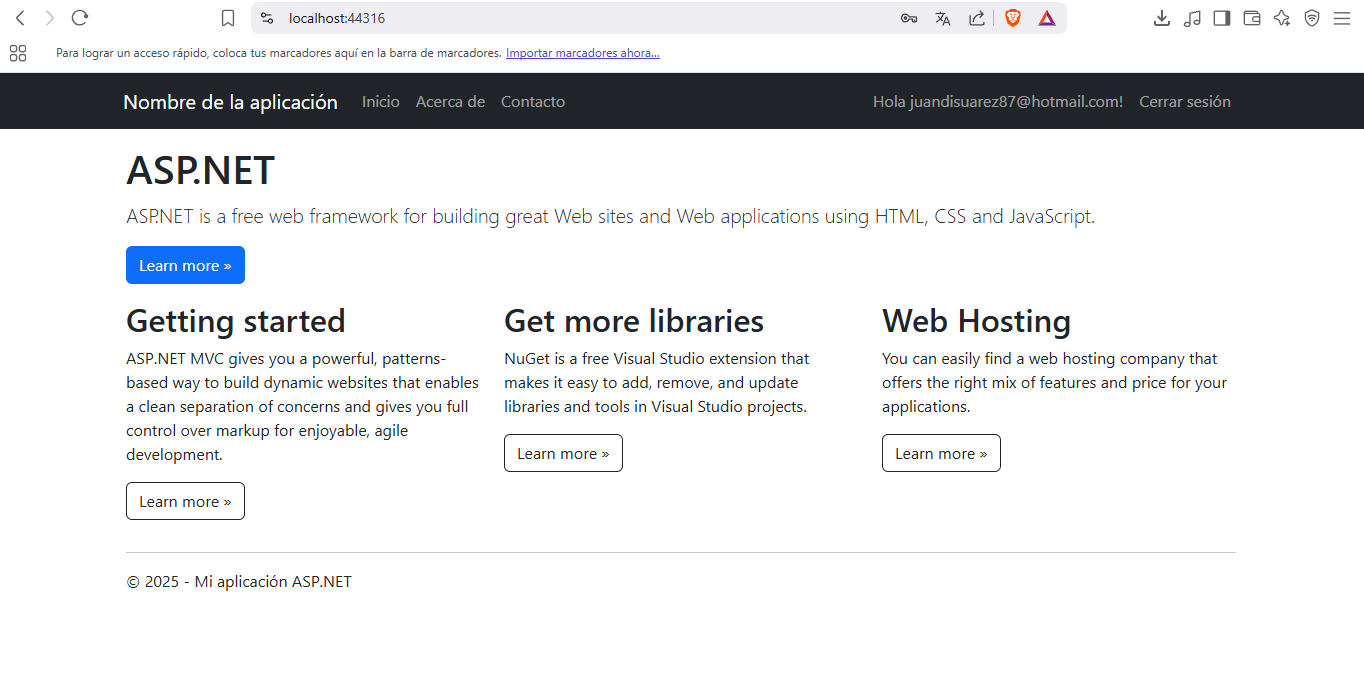 localhost:44316
Para lograr un acceso rápido, coloca tus marcadores aquí en la barra de marcadores. Importar marcadores ahora...
Nombre de la aplicación Inicio Acerca de Contacto Hola juandisuarez87@hotmail.com! Cerrar sesión
ASP.NET
ASP.NET is a free web framework for building great Web sites and Web applications using HTML, CSS and JavaScript.
Learn more »
Getting started
ASP.NET MVC gives you a powerful, patterns-
based way to build dynamic websites that enables
a clean separation of concerns and gives you full
control over markup for enjoyable, agile
development.
Learn more »
Get more libraries
NuGet is a free Visual Studio extension that
makes it easy to add, remove, and update
libraries and tools in Visual Studio projects.
Learn more »
Web Hosting
You can easily find a web hosting company that
offers the right mix of features and price for your
applications.
Learn more »
© 2025 - Mi aplicación ASP.NET